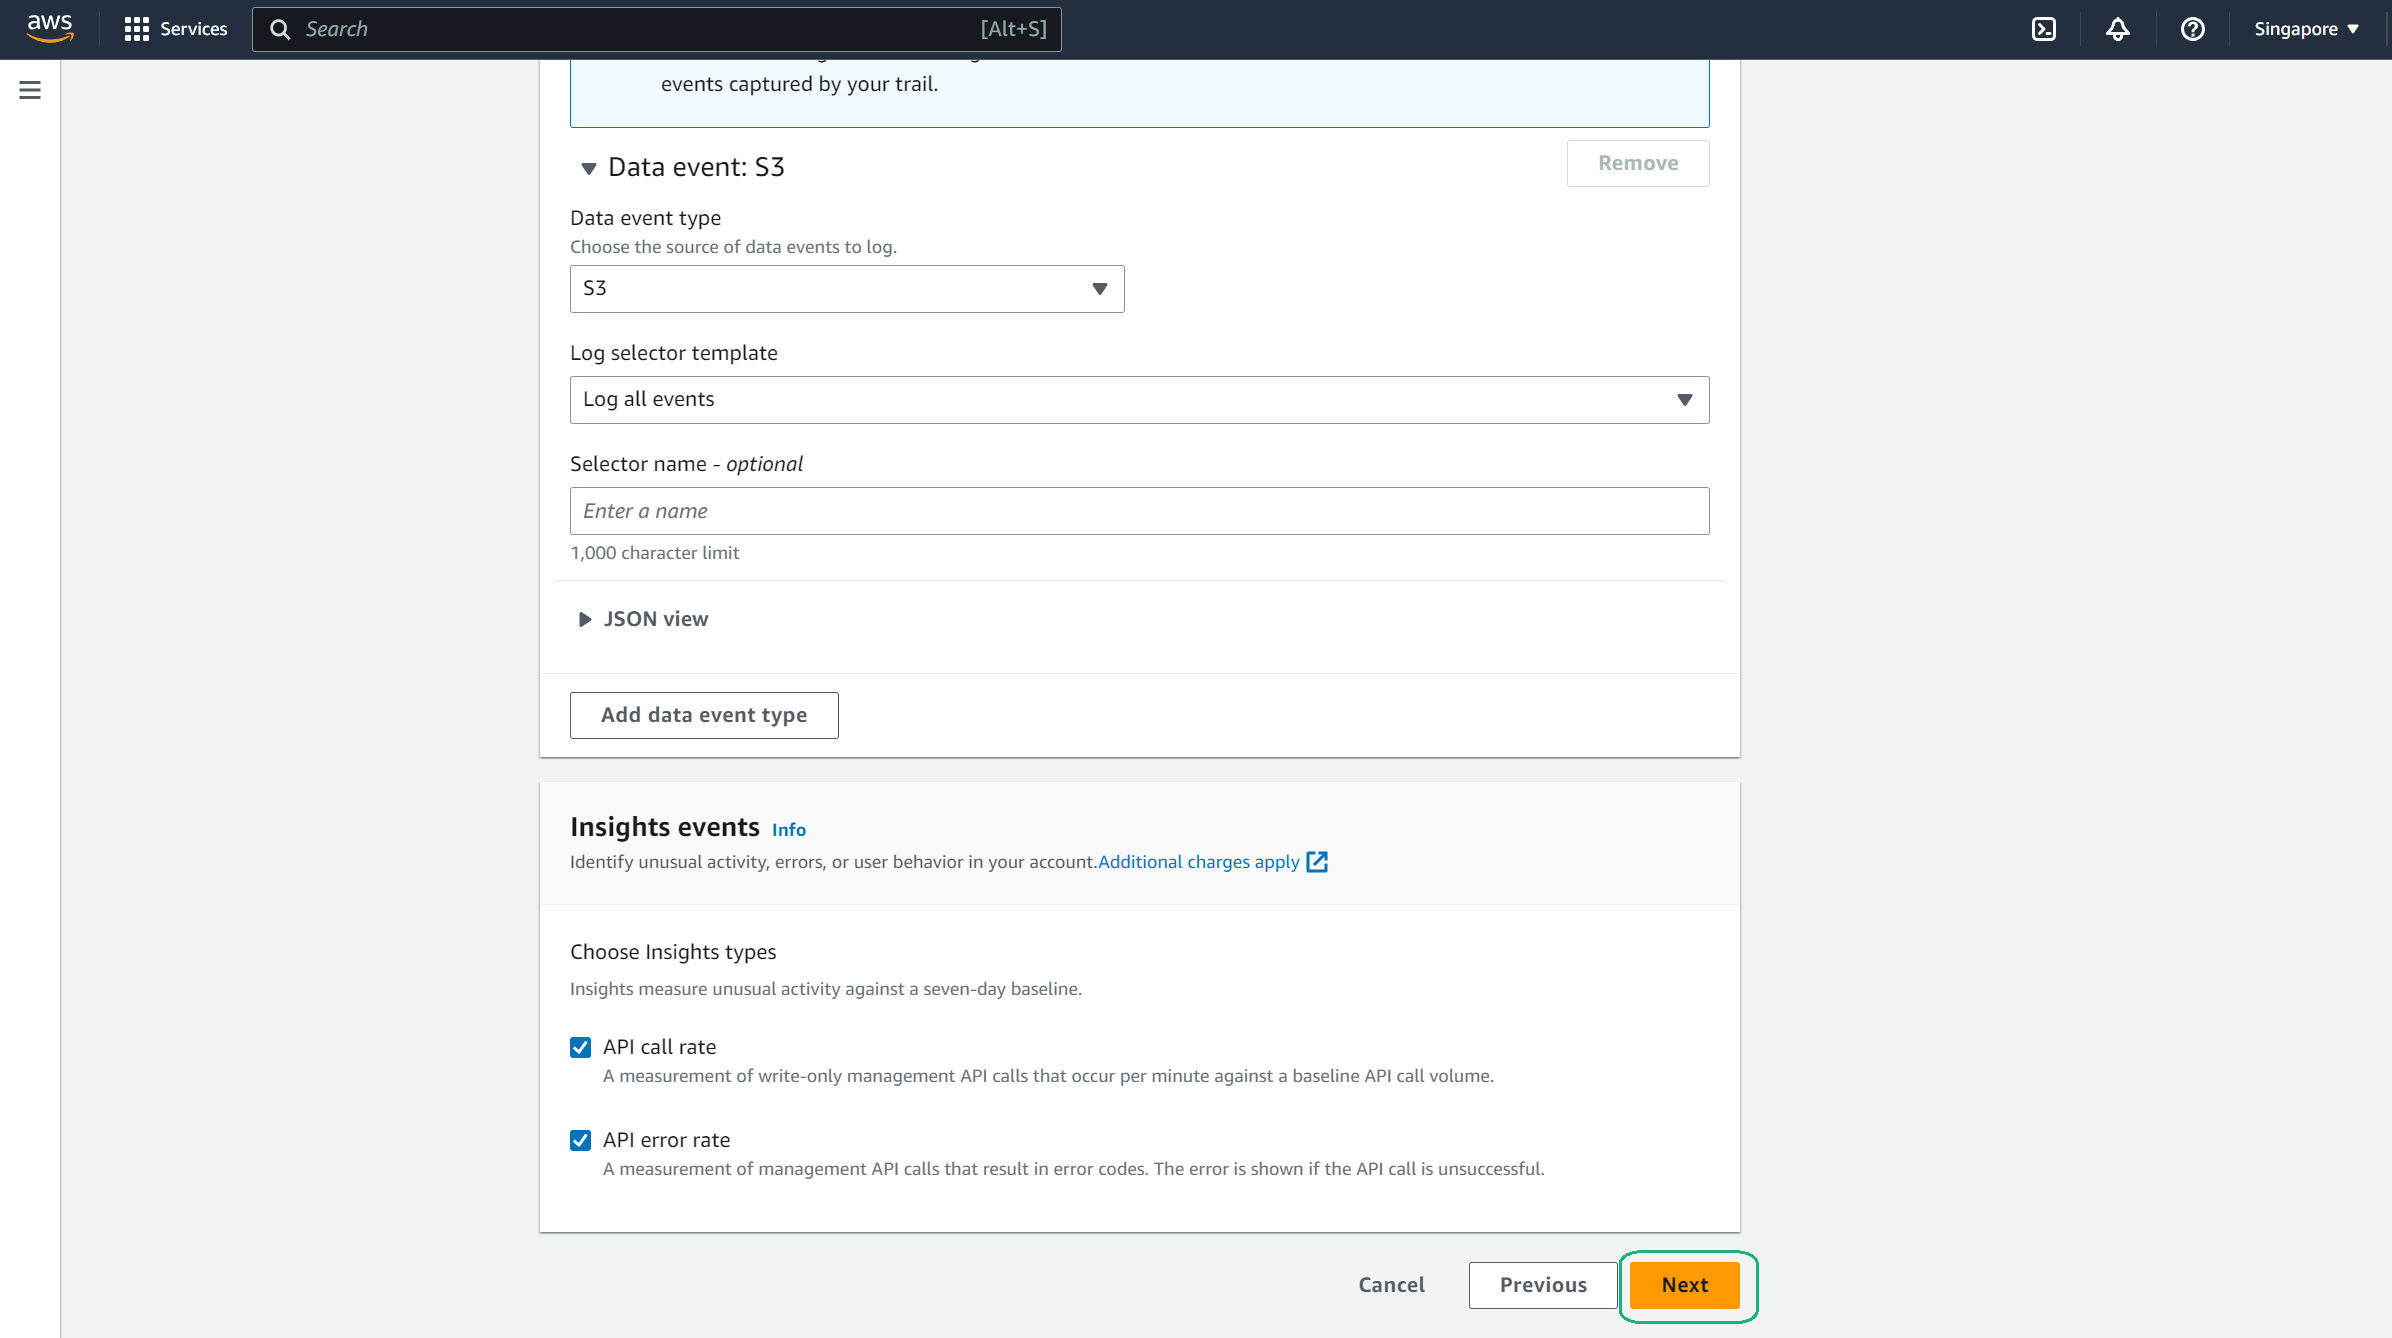 aws
Services
Search
[Alt+S]
Singapore
events captured by your trail.
Data event: S3
Remove
Data event type
Choose the source of data events to log.
S3
Log selector template
Log all events
Selector name - optional
Enter a name
1,000 character limit
JSON view
Add data event type
Insights events Info
Identify unusual activity, errors, or user behavior in your account.Additional charges apply
Choose Insights types
Insights measure unusual activity against a seven-day baseline.
API call rate
A measurement of write-only management API calls that occur per minute against a baseline API call volume.
API error rate
A measurement of management API calls that result in error codes. The error is shown if the API call is unsuccessful.
Cancel
Previous
Next